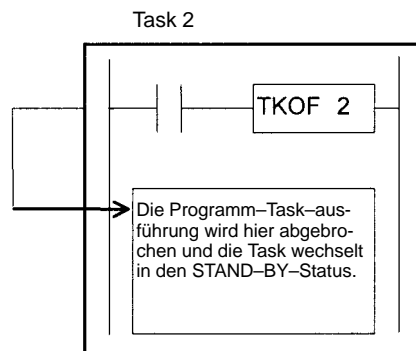 Task 2
TKOF 2
Die Programm–Task–aus-
führung wird hier abgebro-
chen und die Task wechselt
in den STAND–BY–Status.